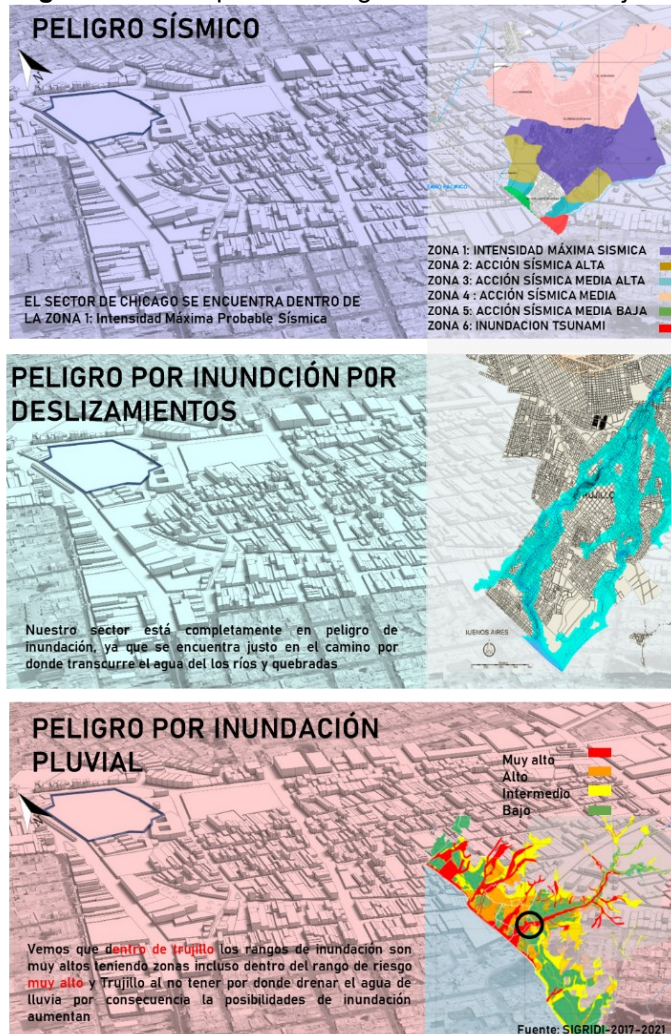 PELIGRO SÍSMICO
N
ZONA 1: INTENSIDAD MÁXIMA SISMICA
ZONA 2: ACCIÓN SÍSMICA ALTA
ZONA 3: ACCIÓN SÍSMICA MEDIA ALTA
ZONA 4 : ACCIÓN SÍSMICA MEDIA
ZONA 5: ACCIÓN SÍSMICA MEDIA BAJA
ZONA 6: INUNDACION TSUNAMI
EL SECTOR DE CHICAGO SE ENCUENTRA DENTRO DE
LA ZONA 1: Intensidad Máxima Probable Sísmica
PELIGRO POR INUNDCIÓN POR
DESLIZAMIENTOS
TRUJILLO
BUENOS AIRES
Nuestro sector está completamente en peligro de
inundación, ya que se encuentra justo en el camino por
donde transcurre el agua del los ríos y quebradas
PELIGRO POR INUNDACIÓN
PLUVIAL
N
Muy alto
Alto
Intermedio
Bajo
Vemos que dentro de trujillo los rangos de inundación son
muy altos teniendo zonas incluso dentro del rango de riesgo
muy alto y Trujillo al no tener por donde drenar el agua de
lluvia por consecuencia la posibilidades de inundación
aumentan
Fuente: SIGRIDI-2017-2021